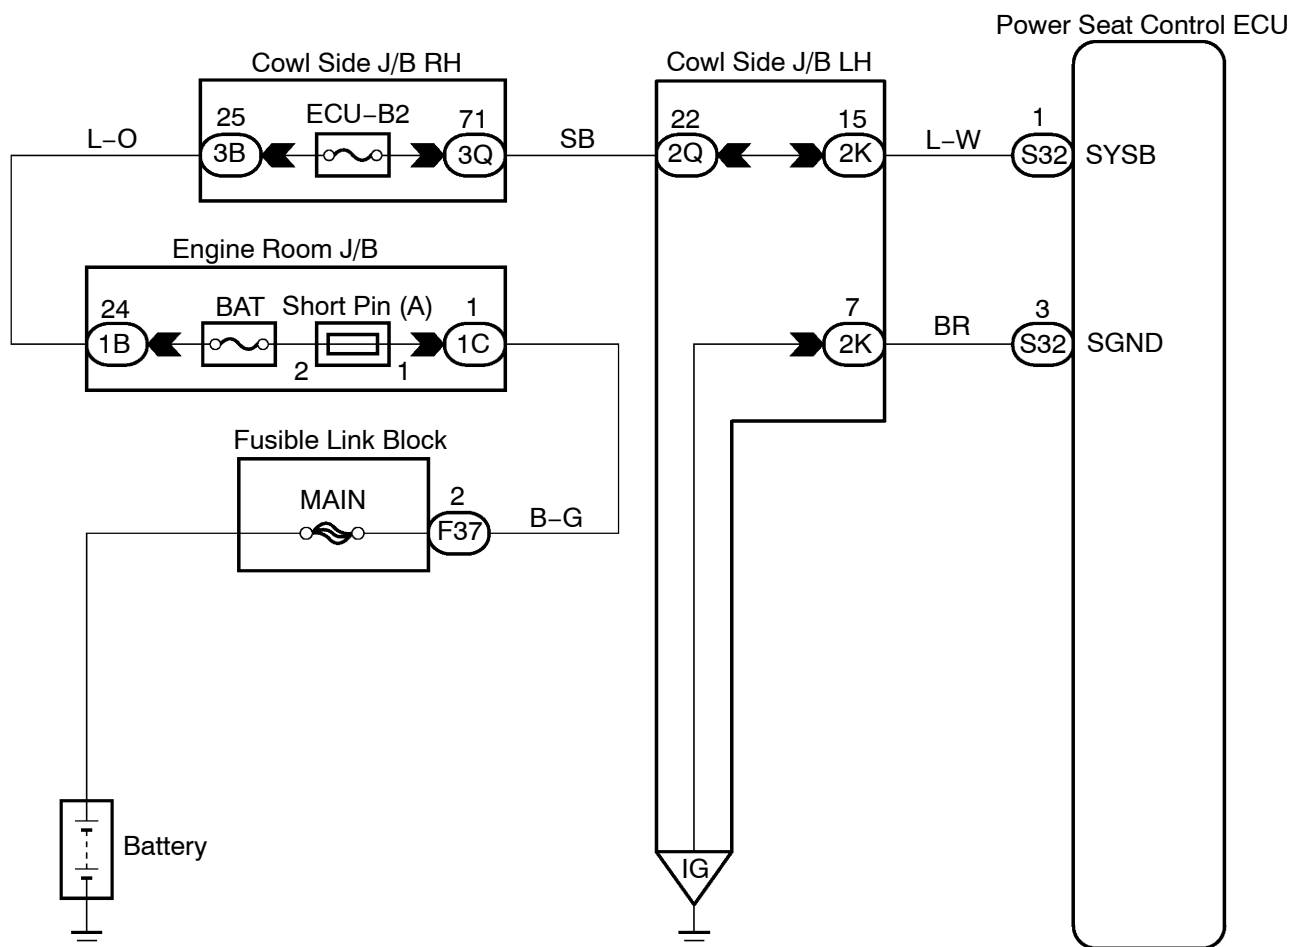 Power Seat Control ECU
Cowl Side J/B RH
Cowl Side J/B LH
25
ECU−B2
71
22
15
1
L−O
3B
3Q
SB
2Q
2K
L−W
S32
SYSB
Engine Room J/B
24
BAT
Short Pin (A)
1
7
3
1B
2
1
1C
2K
BR
S32
SGND
Fusible Link Block
MAIN
2
F37
B−G
Battery
IG